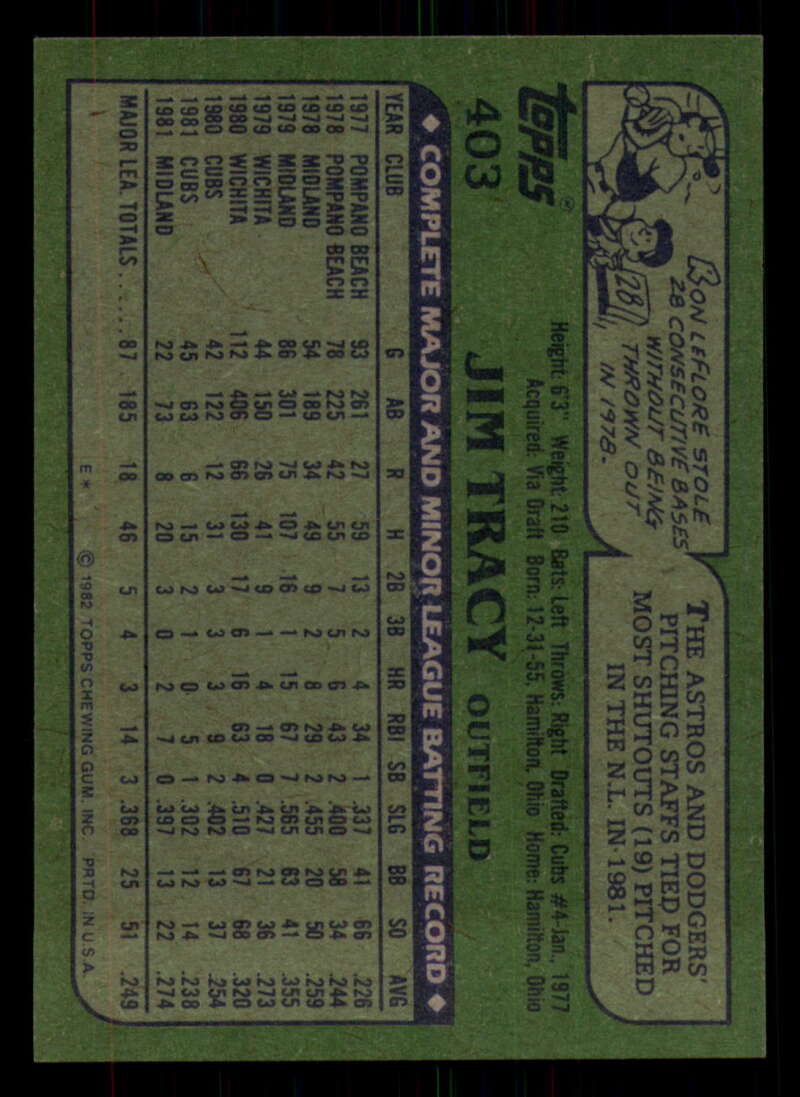 RON LEFLORE STOLE
28 CONSECUTIVE BASES
WITHOUT BEING
THROWN OUT
IN 1978.
28
THE ASTROS AND DODGERS'
PITCHING STAFFS TIED FOR
MOST SHUTOUTS (19) PITCHED
IN THE N.L. IN 1981.
TOPPS®
Height: 6'3" Weight: 210 Bats: Left Throws: Right Drafted: Cubs #4-Jan., 1977
Acquired: Via Draft Born: 12-31-55, Hamilton, Ohio Home: Hamilton, Ohio
403 JIM TRACY OUTFIELD
◆ COMPLETE MAJOR AND MINOR LEAGUE BATTING RECORD ◆
YEAR CLUB G AB R H 2B 3B HR RBI SB SLG BB SO AVG
1977 POMPANO BEACH 93 261 27 59 13 2 4 34 1 .337 41 66 .226
1978 POMPANO BEACH 78 225 42 55 7 5 6 43 2 .400 58 34 .244
1978 MIDLAND 54 189 34 49 9 2 8 29 2 .455 20 50 .259
1979 MIDLAND 86 301 75 107 16 1 15 67 7 .565 63 41 .355
1979 WICHITA 44 150 26 41 9 1 4 18 0 .427 21 36 .273
1980 WICHITA 112 406 66 130 17 6 16 63 4 .510 67 68 .320
1980 CUBS 42 122 12 31 3 3 3 9 2 .402 13 37 .254
1981 CUBS 45 63 6 15 2 1 0 5 1 .302 12 14 .238
1981 MIDLAND 22 73 8 20 3 0 2 7 0 .397 13 22 .274
MAJOR LEA. TOTALS...... 87 185 18 46 5 4 3 14 3 .368 25 51 .249
E* © 1982 TOPPS CHEWING GUM, INC. PRTD. IN U.S.A.